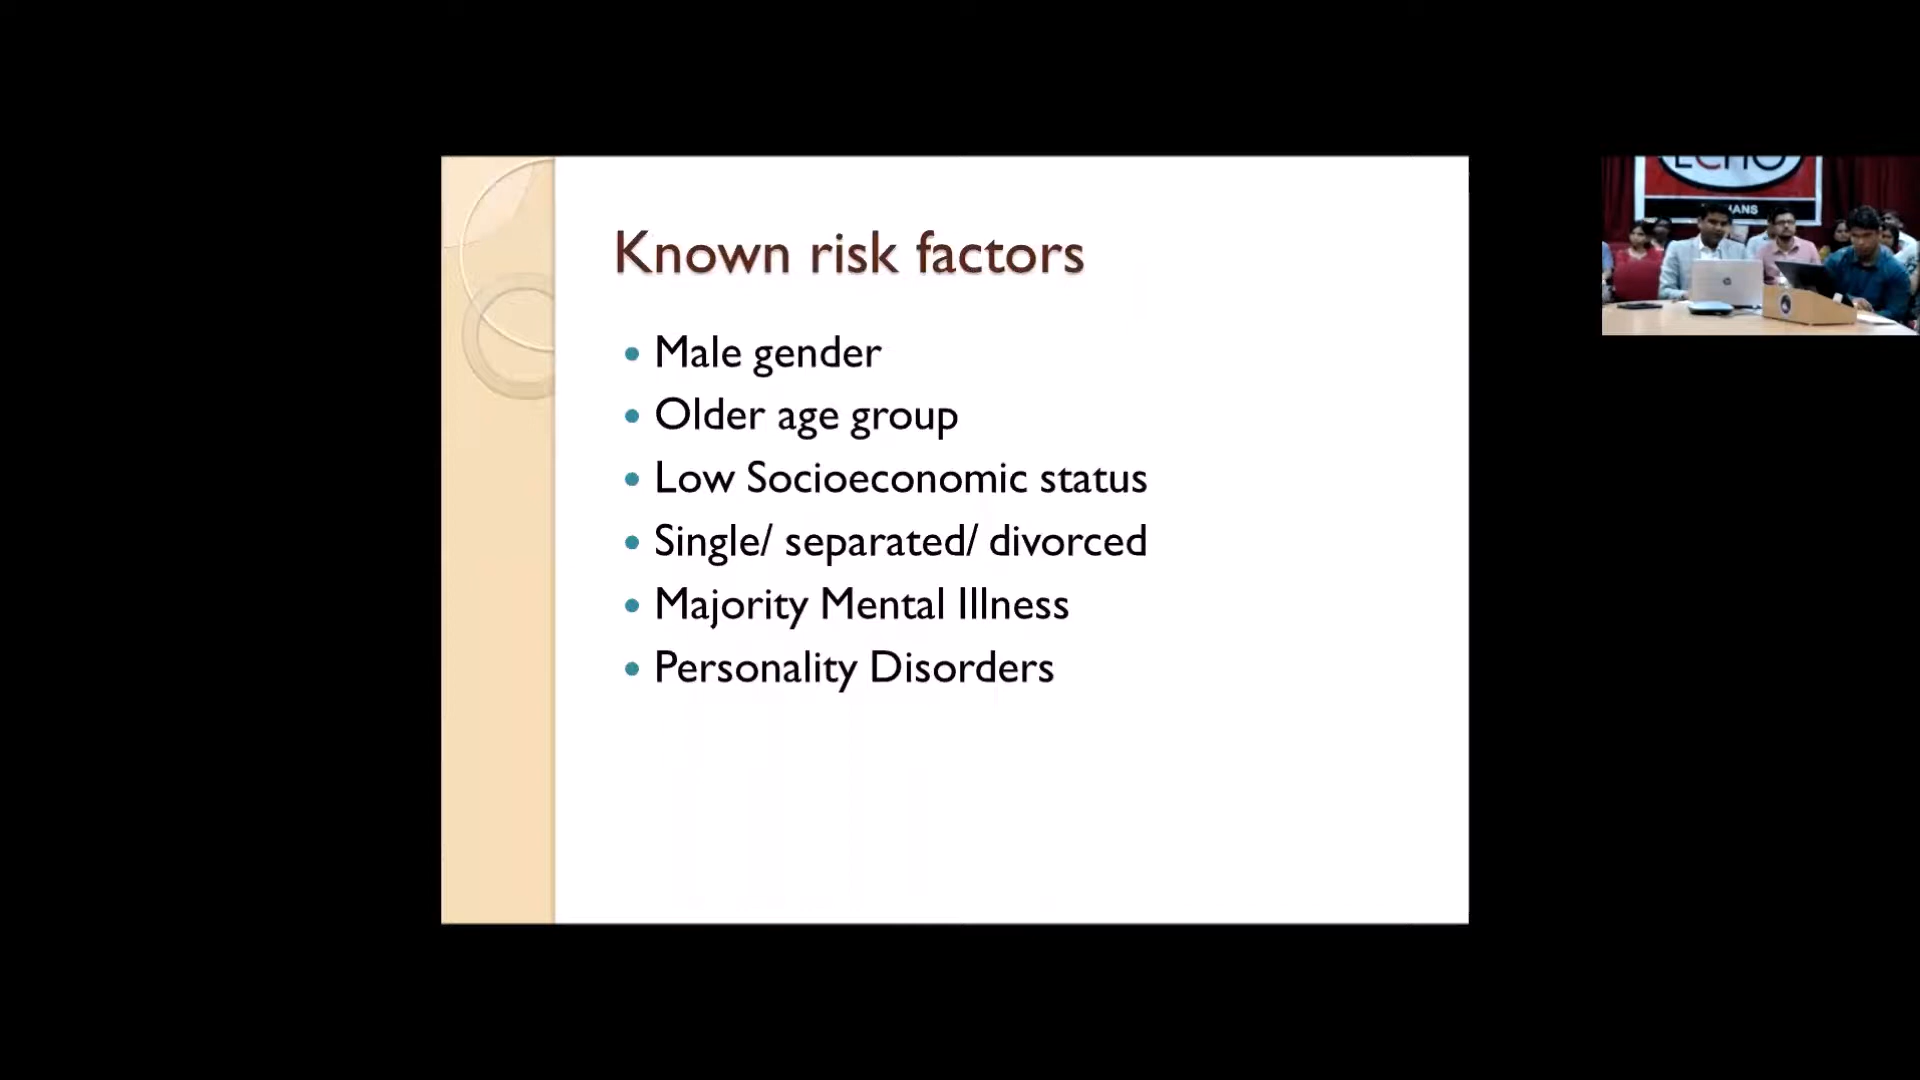 Known risk factors
Male gender
Older age group
Low Socioeconomic status
Single/ separated/ divorced
Majority Mental Illness
Personality Disorders
ECHO